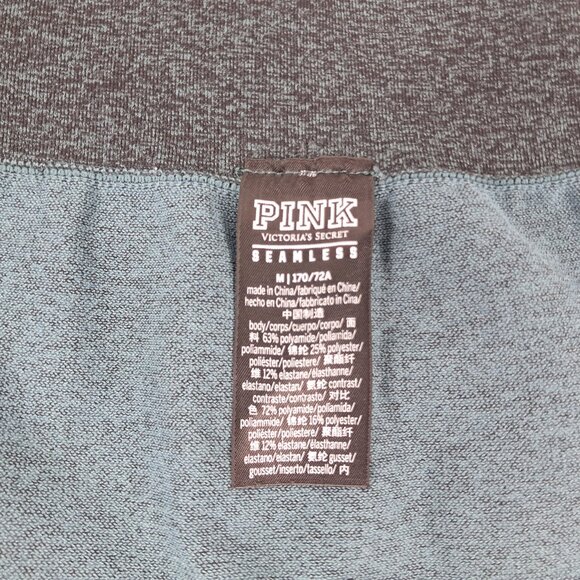 PINK
VICTORIA'S SECRET
SEAMLESS
M | 170/72A
made in China/fabriqué en Chine/
hecho en China/fabbricato in Cina/
中国制造
body/corps/cuerpo/corpo/ 面
料 63% polyamide/poliamida/
poliammide/ 锦纶 25% polyester/
poliéster/poliestere/ 聚酯纤
维 12% elastane/élasthanne/
elastano/elastan/ 氨纶 contrast/
contraste/contrasto/ 对比
色 72% polyamide/poliamida/
poliammide/ 锦纶 16% polyester/
poliéster/poliestere/ 聚酯纤
维 12% elastane/élasthanne/
elastano/elastan/ 氨纶 gusset/
gousset/inserto/tassello/ 内